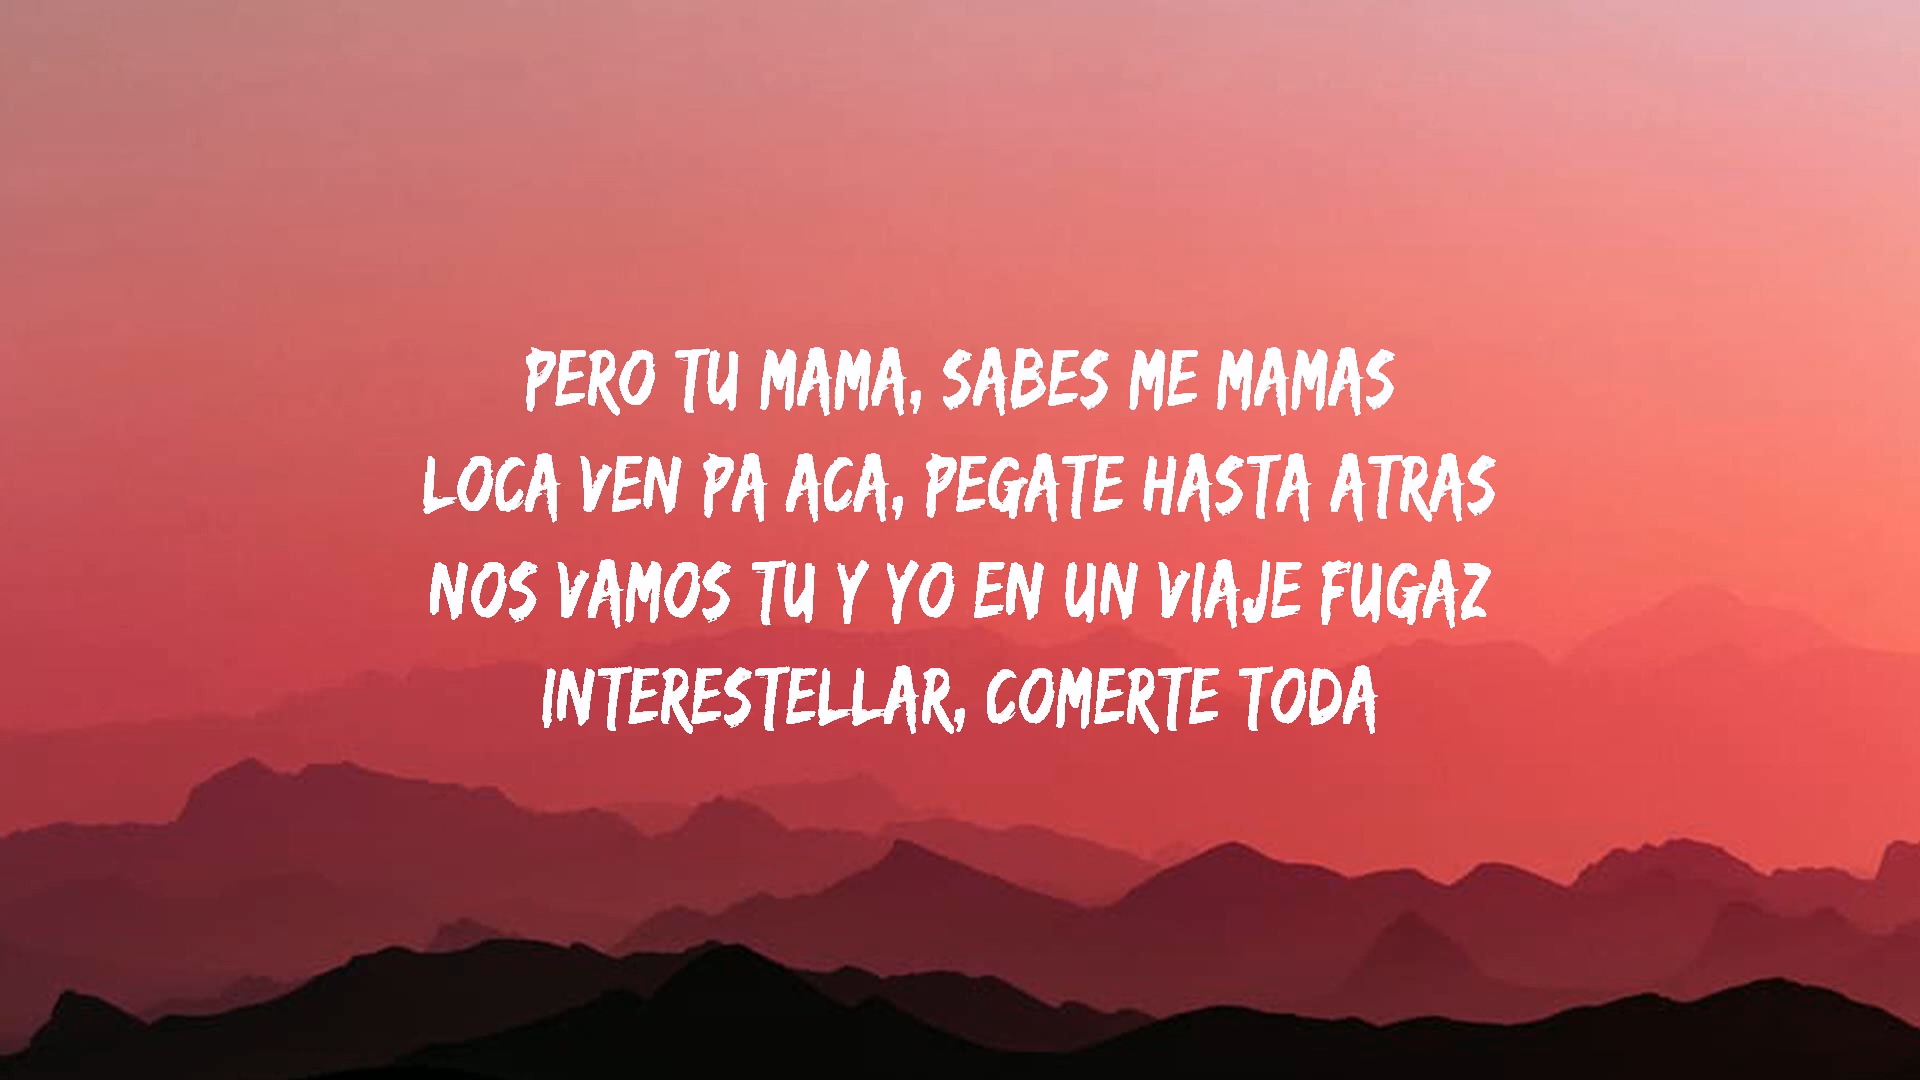 PERO TU MAMA, SABES ME MAMAS
LOCA VEN PA ACA, PEGATE HASTA ATRAS
NOS VAMOS TU Y YO EN UN VIAJE FUGAZ
INTERESTELLAR, COMERTE TODA